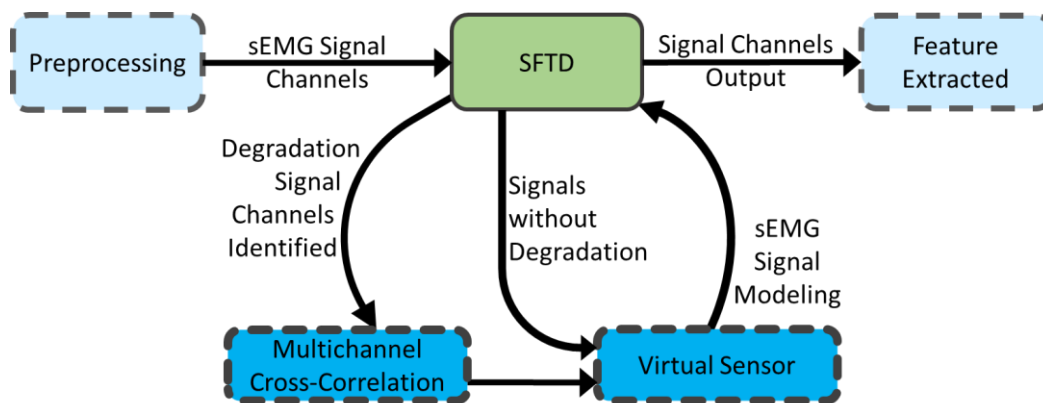 Preprocessing
sEMG Signal
Channels
SFTD
Signal Channels
Output
Feature
Extracted
Degradation
Signal
Channels
Identified
Signals
without
Degradation
sEMG
Signal
Modeling
Multichannel
Cross-Correlation
Virtual Sensor